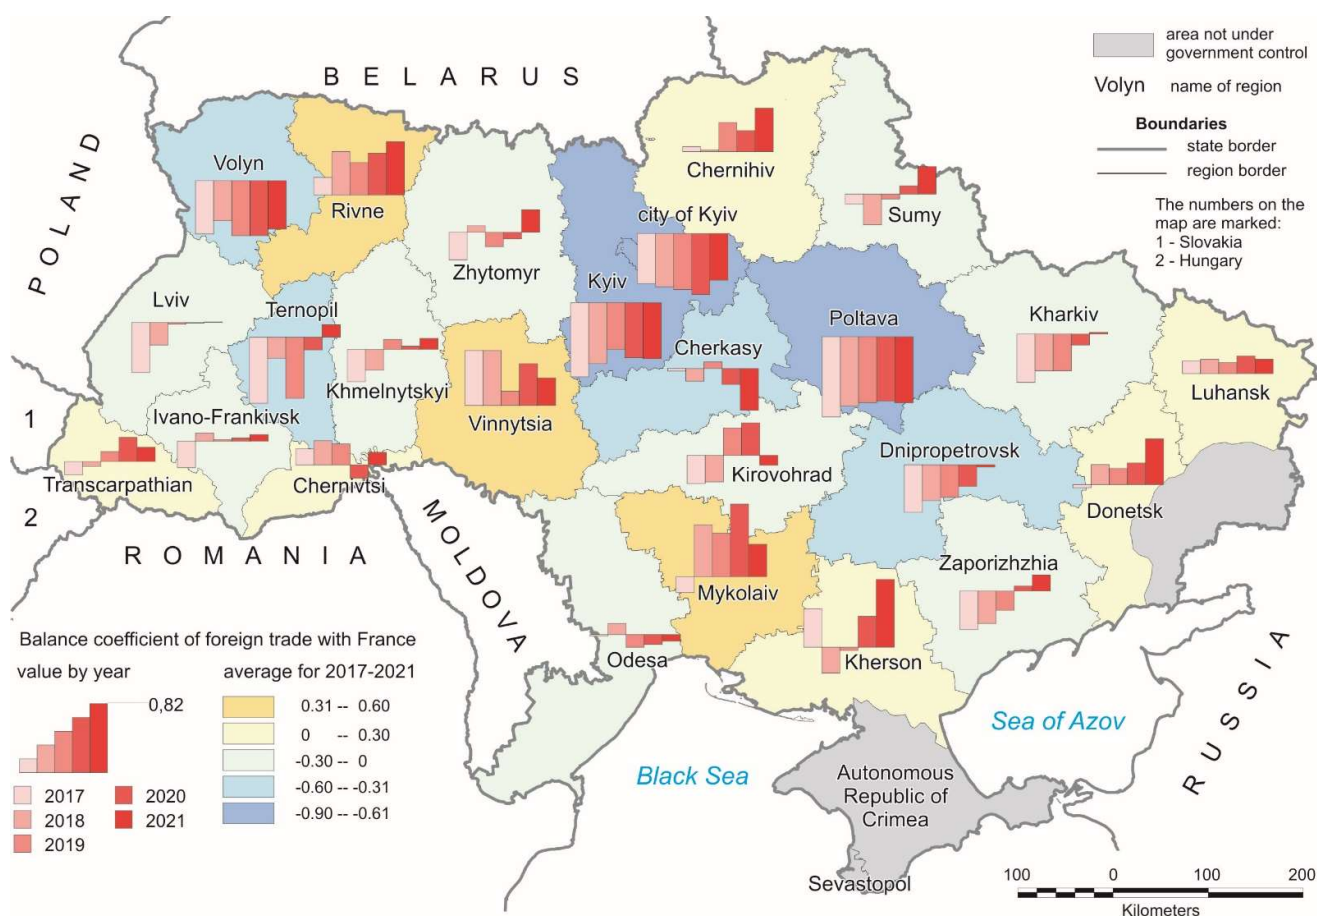 BELARUS
POLAND
area not under
government control
Volyn name of region
Boundaries
state border
region border
The numbers on the
map are marked:
1 - Slovakia
2 - Hungary
Volyn
Rivne
Chernihiv
Sumy
city of Kyiv
Zhytomyr
Kyiv
Lviv
Ternopil
Poltava
Kharkiv
Cherkasy
Khmelnytskyi
Luhansk
Ivano-Frankivsk
Vinnytsia
1
Dnipropetrovsk
Kirovohrad
Transcarpathian
Chernivtsi
Donetsk
2
ROMANIA
MOLDOVA
Zaporizhzhia
Mykolaiv
Odesa
Kherson
RUSSIA
Sea of Azov
Black Sea
Autonomous
Republic of
Crimea
Sevastopol
Balance coefficient of foreign trade with France
value by year
0,82
2017
2018
2019
2020
2021
average for 2017-2021
0.31 -- 0.60
0 -- 0.30
-0.30 -- 0
-0.60 -- -0.31
-0.90 -- -0.61
100 0 100 200
Kilometers